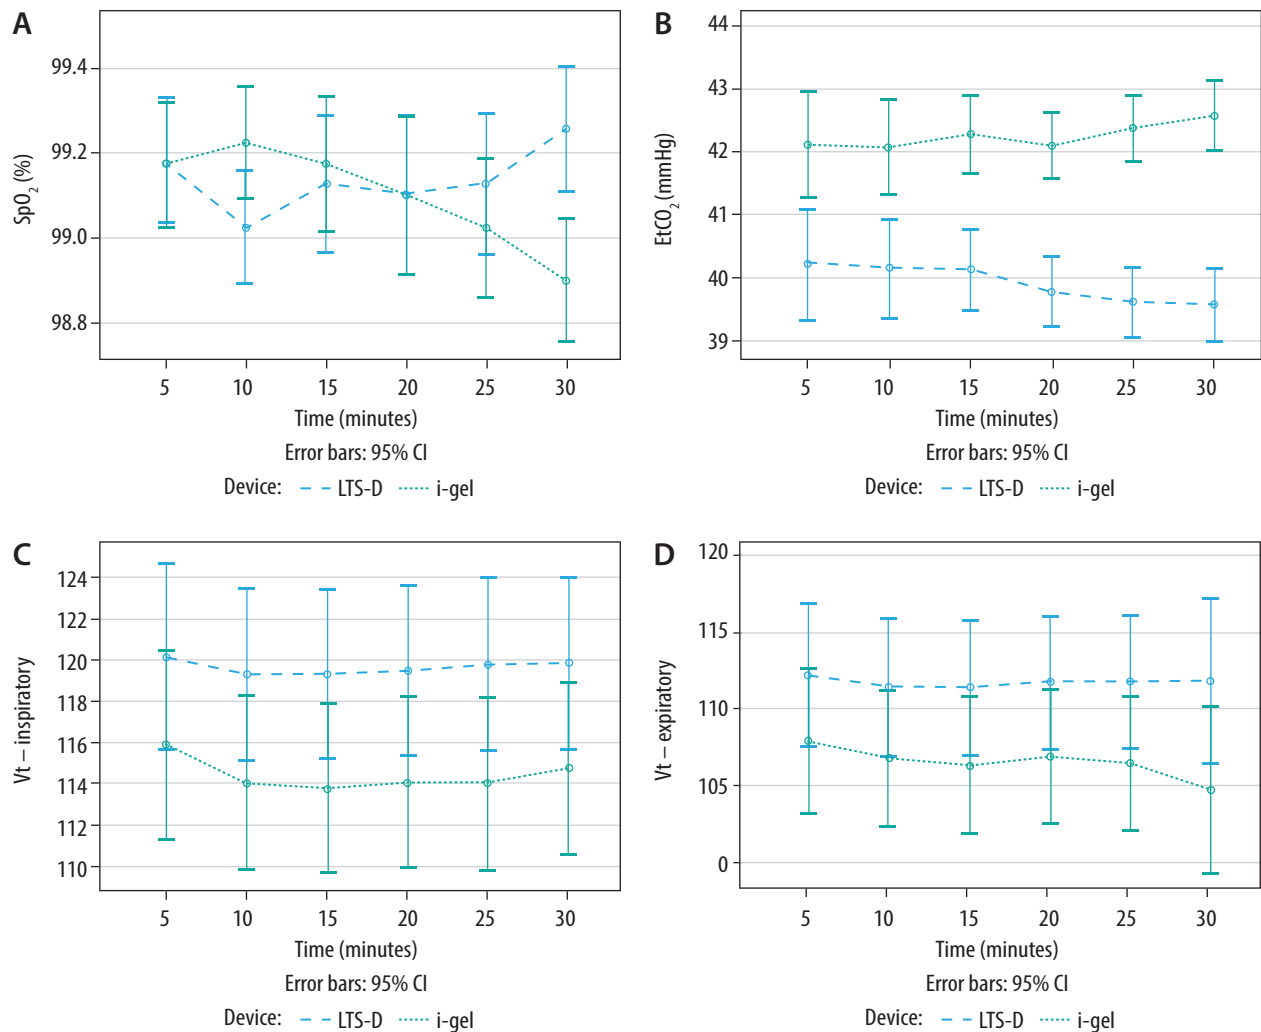 A
SpO2 (%)
99.4
99.2
99.0
98.8
5 10 15 20 25 30
Time (minutes)
Error bars: 95% CI
Device: LTS-D i-gel
B
EtCO2 (mmHg)
44
43
42
41
40
39
5 10 15 20 25 30
Time (minutes)
Error bars: 95% CI
Device: LTS-D i-gel
C
Vt – inspiratory
124
122
120
118
116
114
112
110
5 10 15 20 25 30
Time (minutes)
Error bars: 95% CI
Device: LTS-D i-gel
D
Vt – expiratory
120
115
110
105
0
5 10 15 20 25 30
Time (minutes)
Error bars: 95% CI
Device: LTS-D i-gel